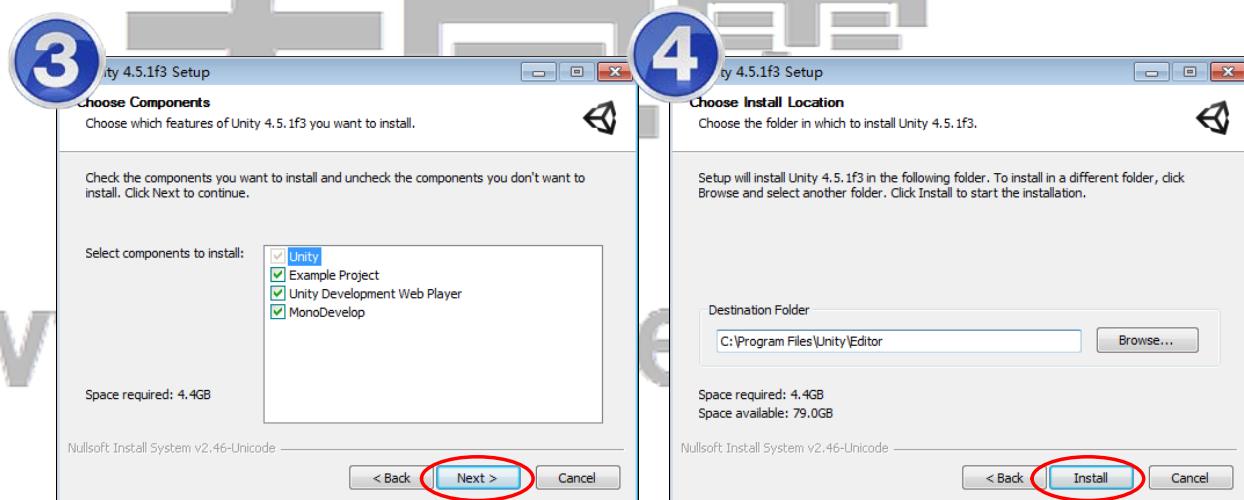 3
ity 4.5.1f3 Setup
Choose Components
Choose which features of Unity 4.5.1f3 you want to install.
Check the components you want to install and uncheck the components you don't want to
install. Click Next to continue.
Select components to install:
Unity
Example Project
Unity Development Web Player
MonoDevelop
Space required: 4.4GB
Nullsoft Install System v2.46-Unicode
< Back
Next >
Cancel
4
ty 4.5.1f3 Setup
Choose Install Location
Choose the folder in which to install Unity 4.5.1f3.
Setup will install Unity 4.5.1f3 in the following folder. To install in a different folder, click
Browse and select another folder. Click Install to start the installation.
Destination Folder
C:\Program Files\Unity\Editor
Browse...
Space required: 4.4GB
Space available: 79.0GB
Nullsoft Install System v2.46-Unicode
< Back
Install
Cancel